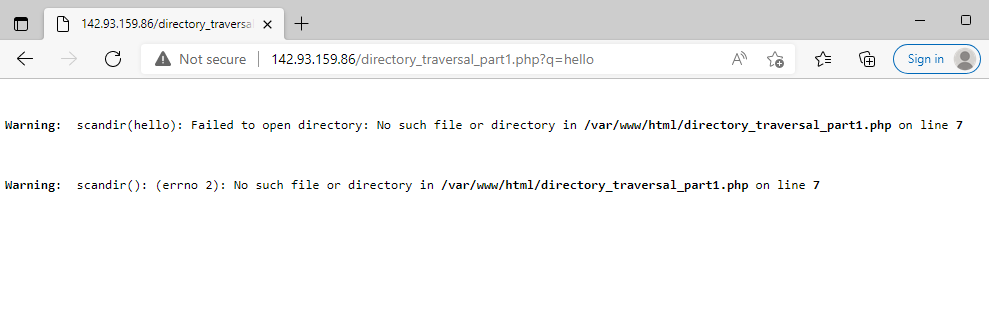 142.93.159.86/directory_traversa
Not secure
142.93.159.86/directory_traversal_part1.php?q=hello
Sign in
Warning: scandir(hello): Failed to open directory: No such file or directory in /var/www/html/directory_traversal_part1.php on line 7
Warning: scandir(): (errno 2): No such file or directory in /var/www/html/directory_traversal_part1.php on line 7